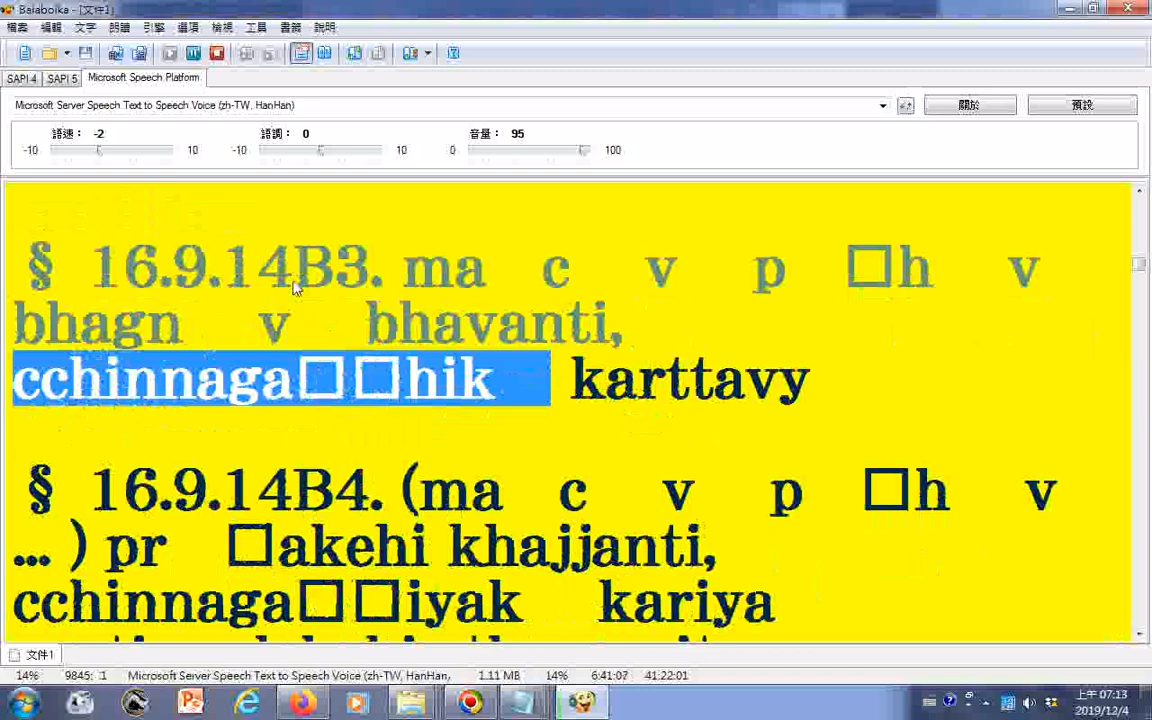 Balabolka - [文件1]
檔案 編輯 文字 朗讀 引擎 選項 檢視 工具 書籤 說明
SAPI 4 SAPI 5 Microsoft Speech Platform
Microsoft Server Speech Text to Speech Voice (zh-TW, HanHan)
關於 預設
語速： -2 語調： 0 音量： 95
-10 10 -10 10 0 100
§ 16.9.14B3. ma c v p □h v
bhagn v bhavanti,
cchinnaga□□hik karttavy
§ 16.9.14B4. (ma c v p □h v
... ) pr □akehi khajjanti,
cchinnaga□□iyak kariya
文件1
14% 9845: 1 Microsoft Server Speech Text to Speech Voice (zh-TW, HanHan, 1.11 MB 14% 6:41:07 41:22:01
上午 07:13
2019/12/4